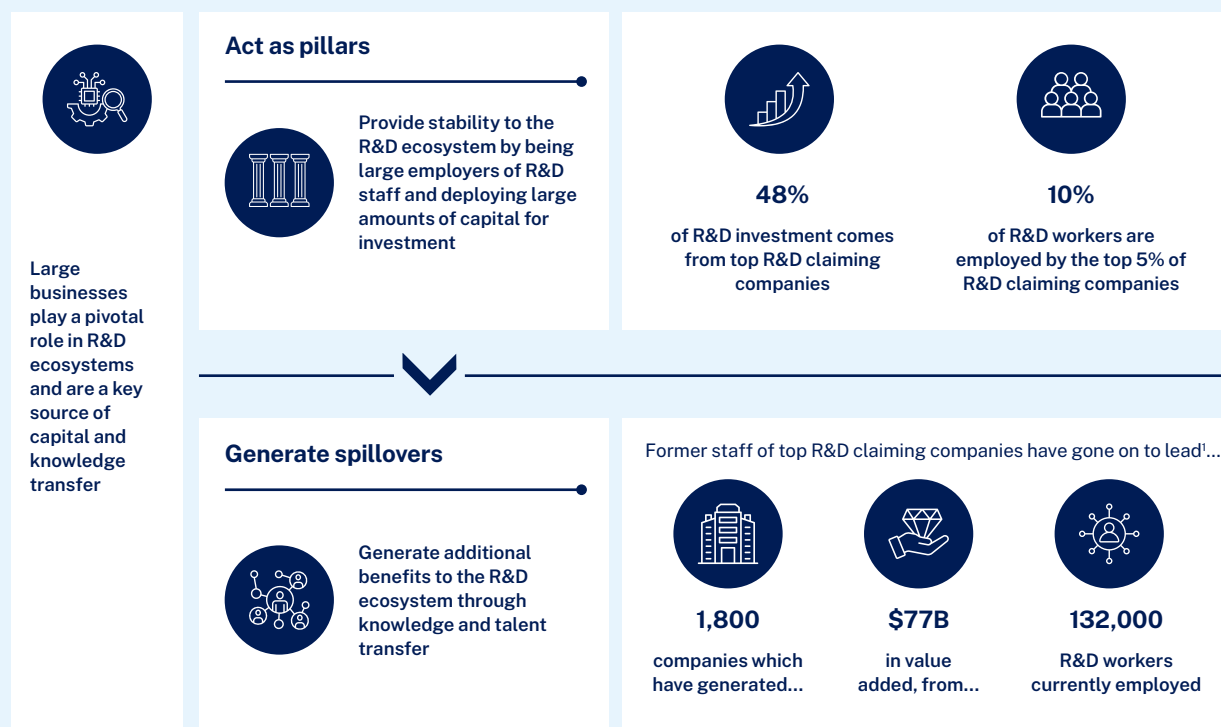 Large
businesses
play a pivotal
role in R&D
ecosystems
and are a key
source of
capital and
knowledge
transfer
Act as pillars
Provide stability to the
R&D ecosystem by being
large employers of R&D
staff and deploying large
amounts of capital for
investment
48%
of R&D investment comes
from top R&D claiming
companies
10%
of R&D workers are
employed by the top 5% of
R&D claiming companies
Generate spillovers
Generate additional
benefits to the R&D
ecosystem through
knowledge and talent
transfer
Former staff of top R&D claiming companies have gone on to lead¹...
1,800
companies which
have generated...
$77B
in value
added, from...
132,000
R&D workers
currently employed